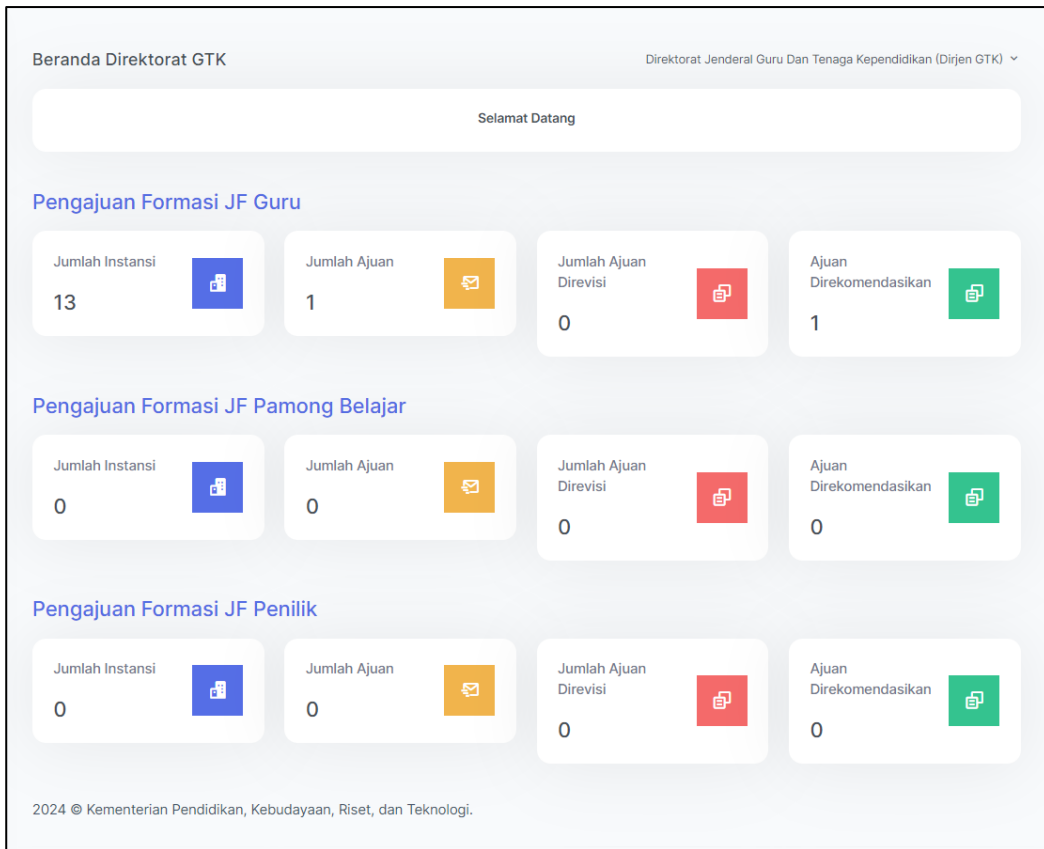 Beranda Direktorat GTK
Direktorat Jenderal Guru Dan Tenaga Kependidikan (Dirjen GTK)
Selamat Datang
Pengajuan Formasi JF Guru
Jumlah Instansi
13
Jumlah Ajuan
1
Jumlah Ajuan
Direvisi
0
Ajuan
Direkomendasikan
1
Pengajuan Formasi JF Pamong Belajar
Jumlah Instansi
0
Jumlah Ajuan
0
Jumlah Ajuan
Direvisi
0
Ajuan
Direkomendasikan
0
Pengajuan Formasi JF Penilik
Jumlah Instansi
0
Jumlah Ajuan
0
Jumlah Ajuan
Direvisi
0
Ajuan
Direkomendasikan
0
2024 © Kementerian Pendidikan, Kebudayaan, Riset, dan Teknologi.